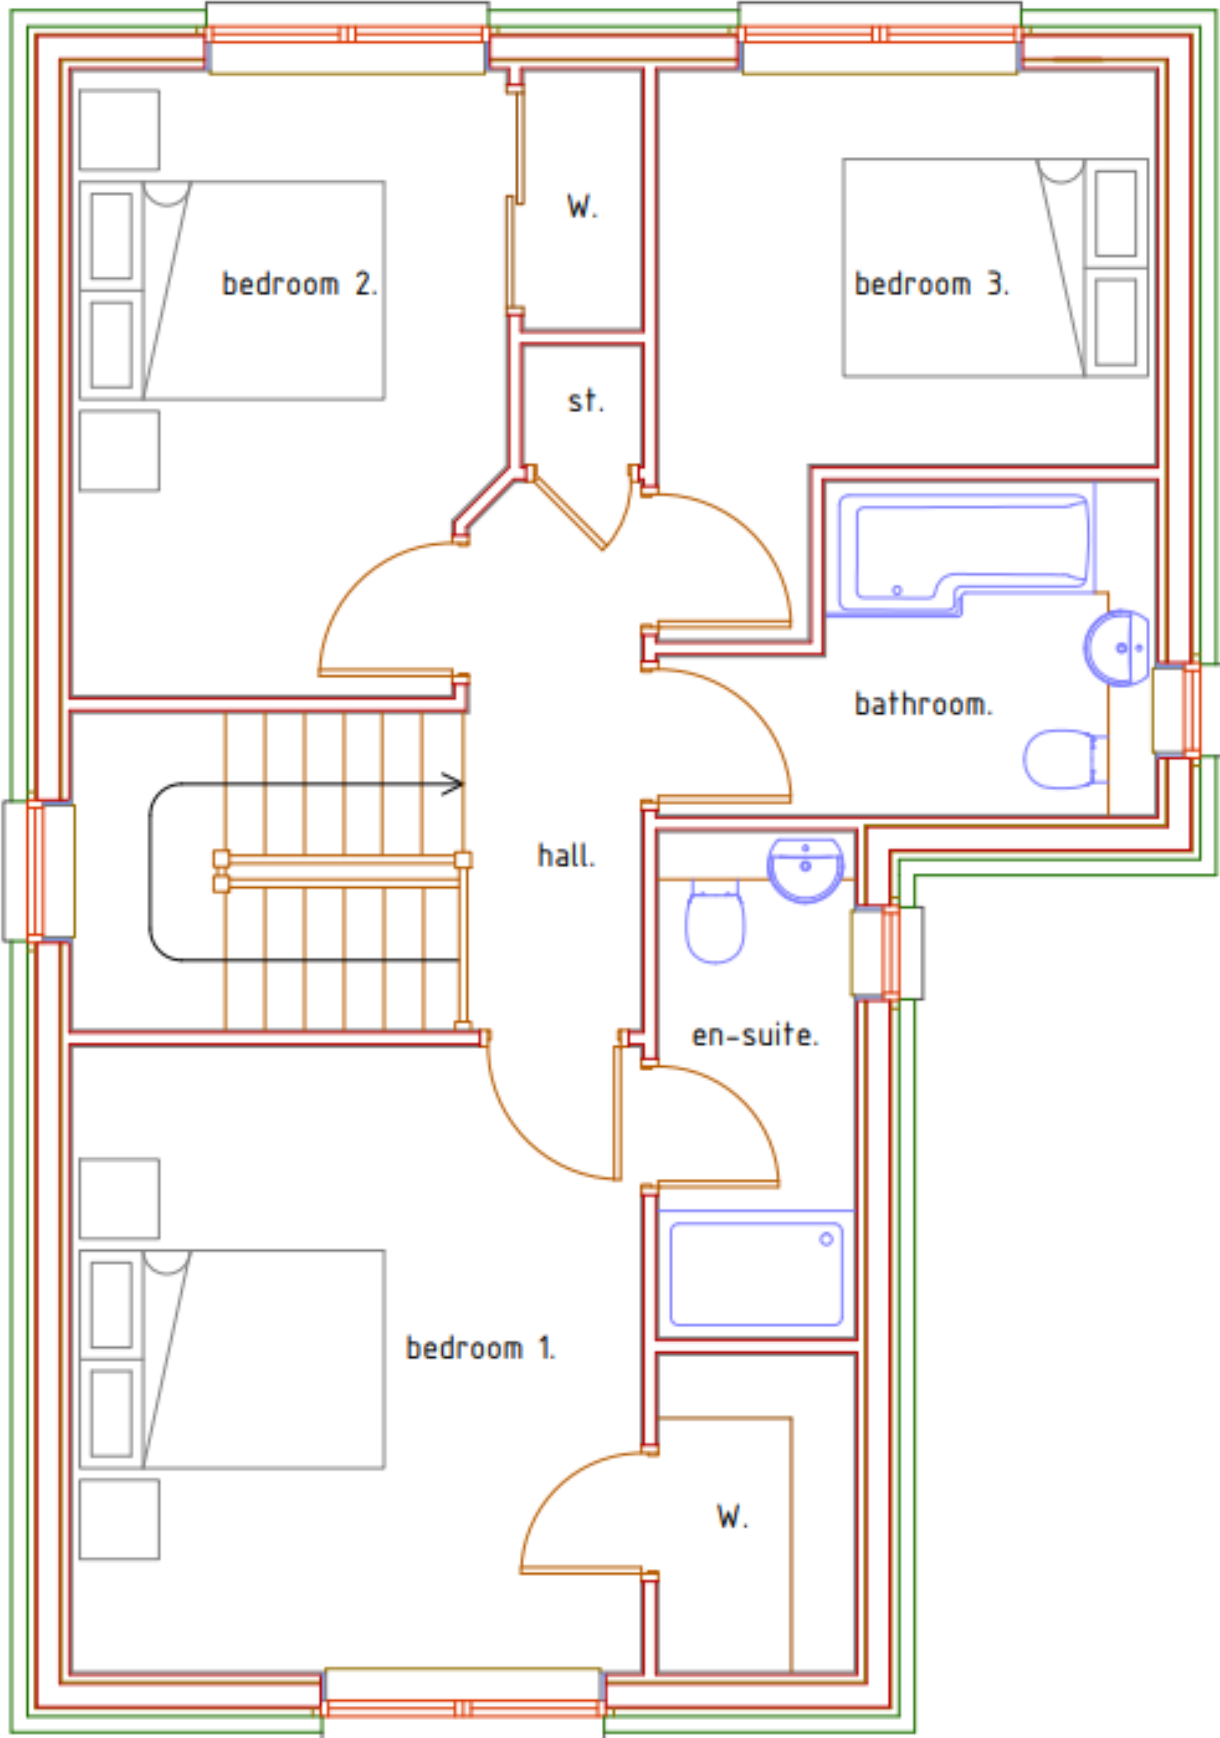 W.
bedroom 2.
bedroom 3.
st.
bathroom.
hall.
en-suite.
bedroom 1.
W.